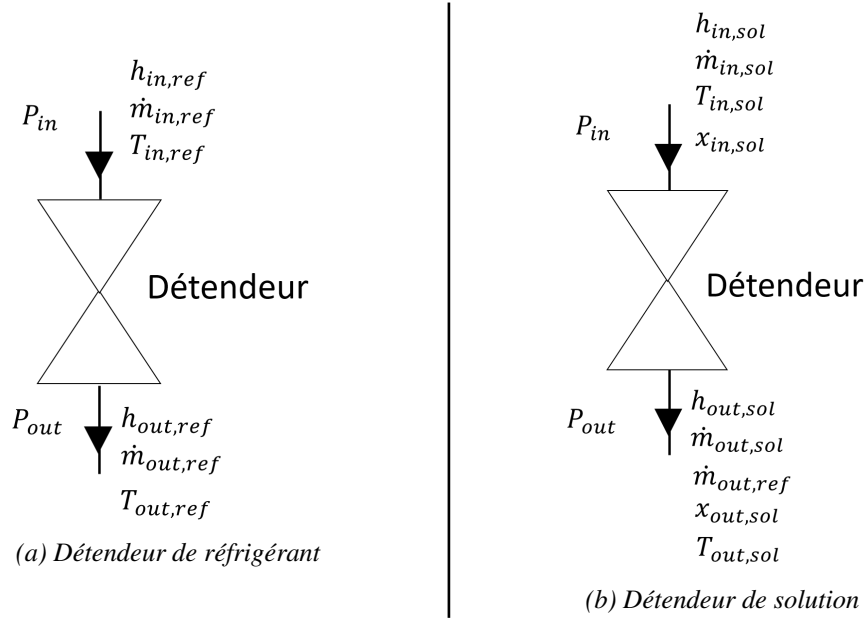 h_{in,ref}
ṁ_{in,ref}
T_{in,ref}
P_{in}
Détendeur
P_{out}
h_{out,ref}
ṁ_{out,ref}
T_{out,ref}
(a) Détendeur de réfrigérant
h_{in,sol}
ṁ_{in,sol}
T_{in,sol}
x_{in,sol}
P_{in}
Détendeur
P_{out}
h_{out,sol}
ṁ_{out,sol}
ṁ_{out,ref}
x_{out,sol}
T_{out,sol}
(b) Détendeur de solution